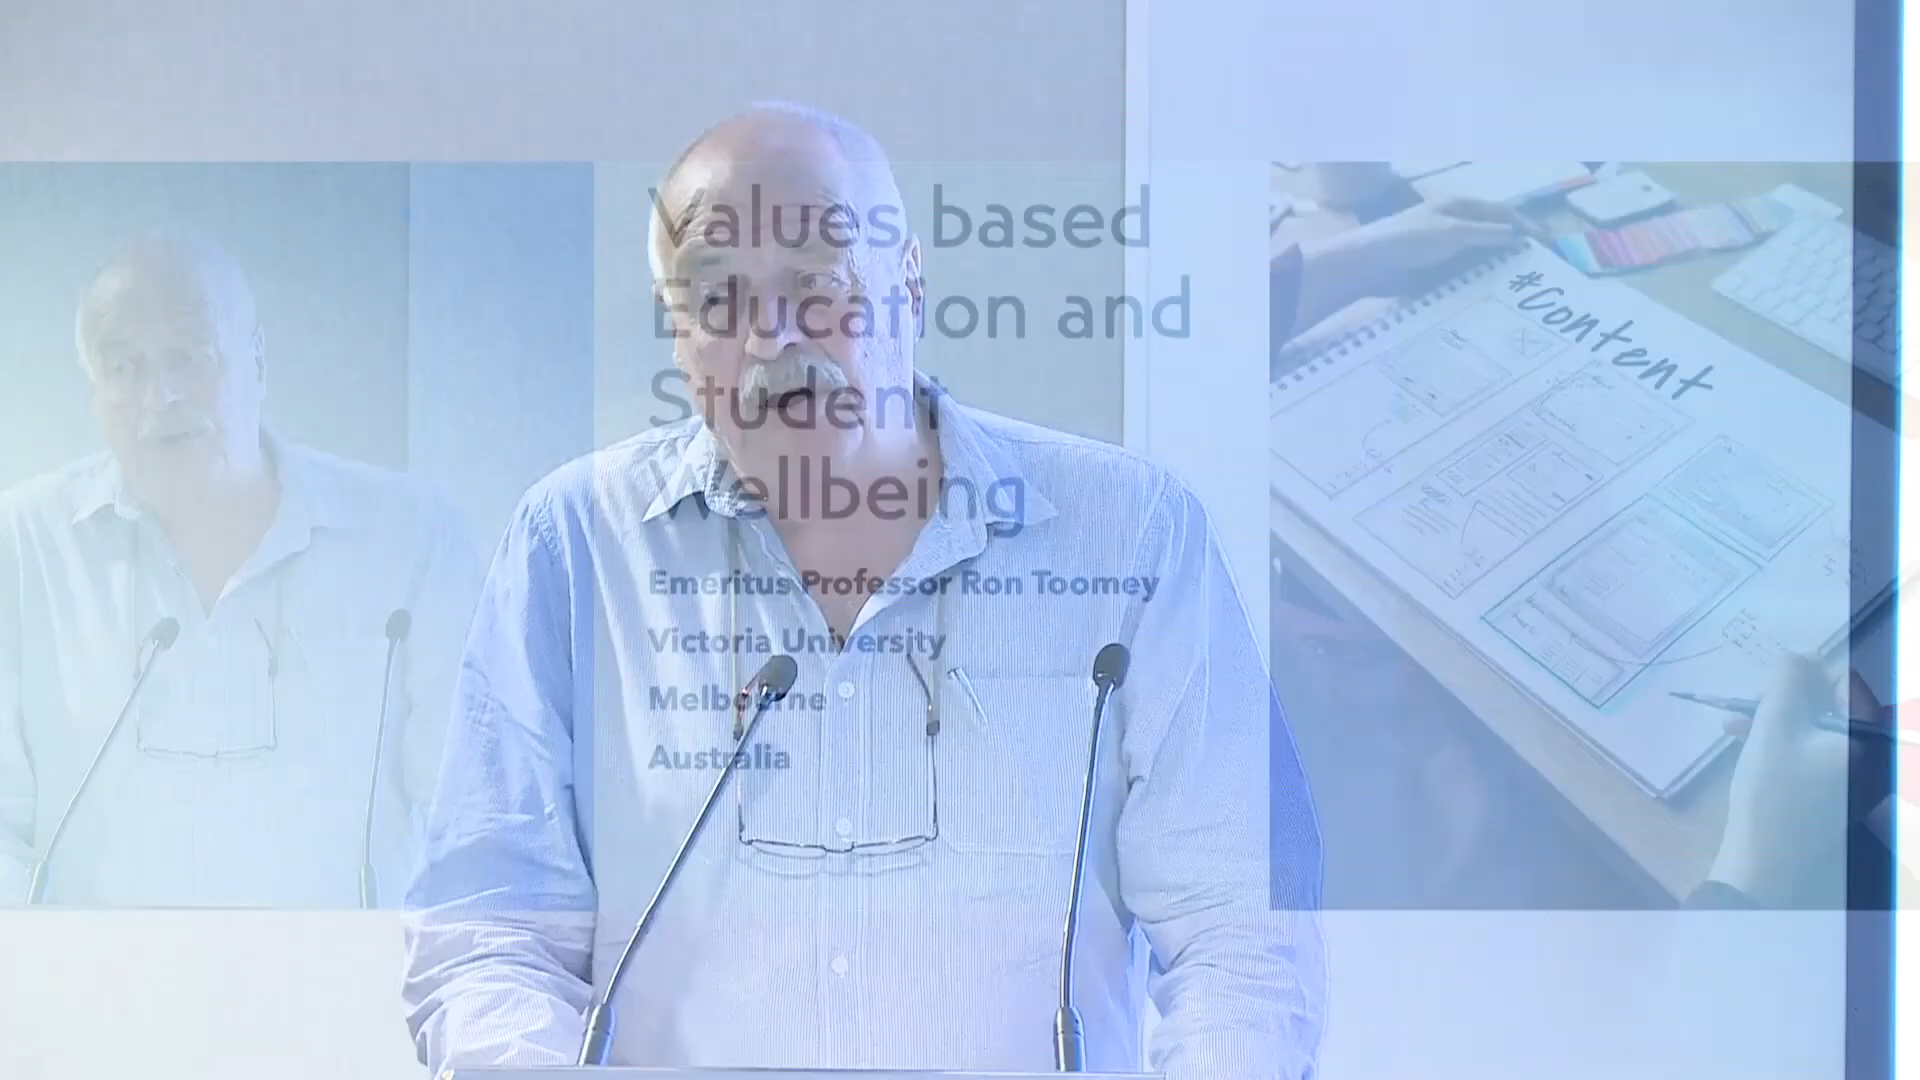 Values based
Education and
Student
Wellbeing
Emeritus Professor Ron Toomey
Victoria University
Melbourne
Australia
#Content